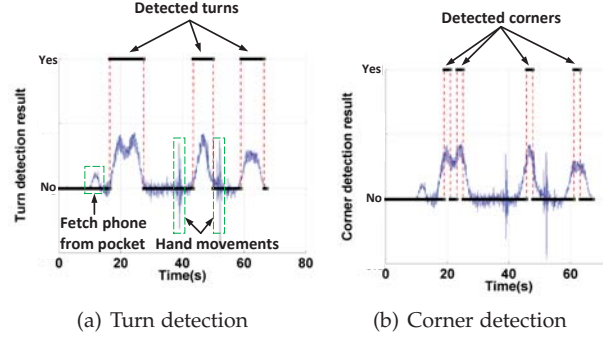 Detected turns
Yes
Turn detection result
No
Fetch phone
from pocket
Hand movements
0 20 40 60
Time(s)
(a) Turn detection
Detected corners
Yes
Corner detection result
No
0 20 40 60
Time(s)
(b) Corner detection